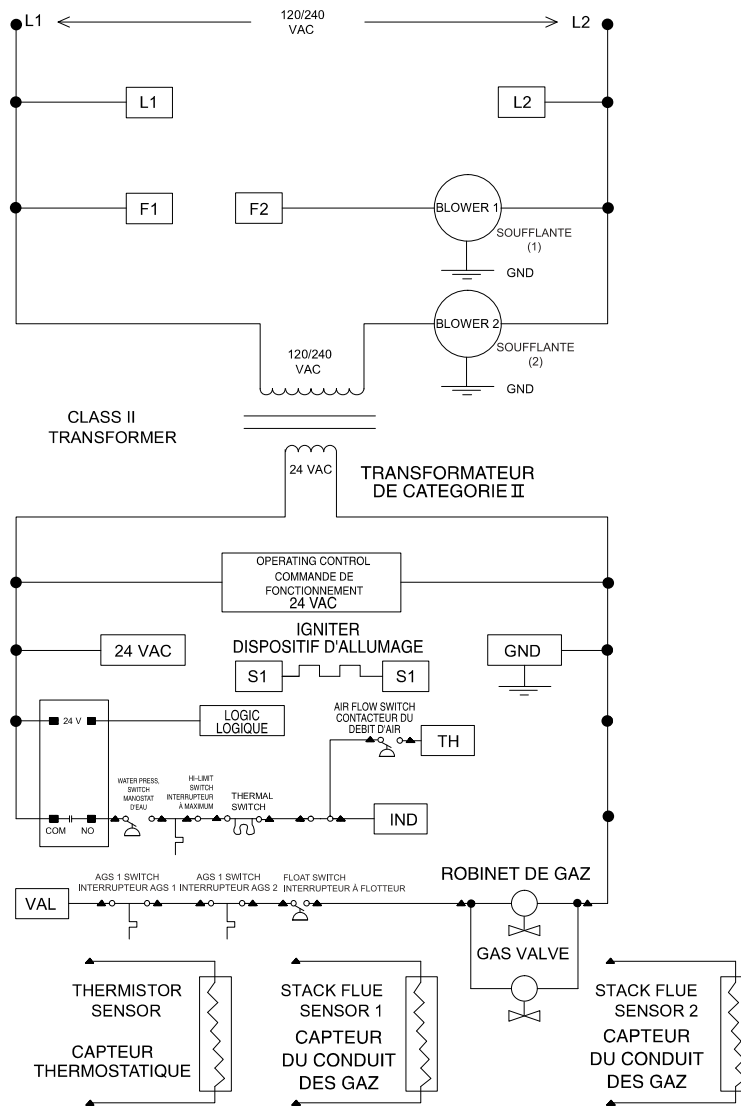 L1
120/240
VAC
L2
L1
L2
F1
F2
BLOWER 1
SOUFFLANTE
(1)
GND
BLOWER 2
SOUFFLANTE
(2)
GND
120/240
VAC
CLASS II
TRANSFORMER
24 VAC
TRANSFORMATEUR
DE CATEGORIE II
OPERATING CONTROL
COMMANDE DE
FONCTIONNEMENT
24 VAC
IGNITER
DISPOSITIF D'ALLUMAGE
24 VAC
GND
S1
S1
24 V
LOGIC
LOGIQUE
AIR FLOW SWITCH
CONTACTEUR DU
DEBIT D'AIR
TH
COM
NO
WATER PRESS.
SWITCH
MANOSTAT
D'EAU
HI-LIMIT
SWITCH
INTERRUPTEUR
À MAXIMUM
THERMAL
SWITCH
IND
VAL
AGS 1 SWITCH
INTERRUPTEUR AGS 1
AGS 1 SWITCH
INTERRUPTEUR AGS 2
FLOAT SWITCH
INTERRUPTEUR À FLOTTEUR
ROBINET DE GAZ
GAS VALVE
THERMISTOR
SENSOR
CAPTEUR
THERMOSTATIQUE
STACK FLUE
SENSOR 1
CAPTEUR
DU CONDUIT
DES GAZ
STACK FLUE
SENSOR 2
CAPTEUR
DU CONDUIT
DES GAZ